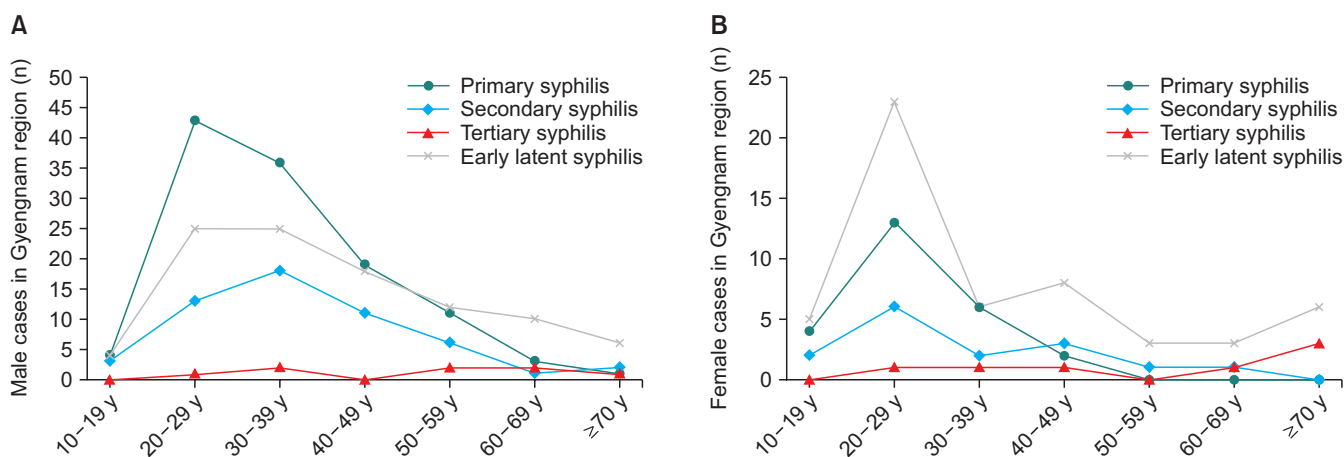 A
Male cases in Gyengnam region (n)
50
45
40
35
30
25
20
15
10
5
0
Primary syphilis
Secondary syphilis
Tertiary syphilis
Early latent syphilis
10–19 y
20–29 y
30–39 y
40–49 y
50–59 y
60–69 y
≥70 y
B
Female cases in Gyengnam region (n)
25
20
15
10
5
0
Primary syphilis
Secondary syphilis
Tertiary syphilis
Early latent syphilis
10–19 y
20–29 y
30–39 y
40–49 y
50–59 y
60–69 y
≥70 y